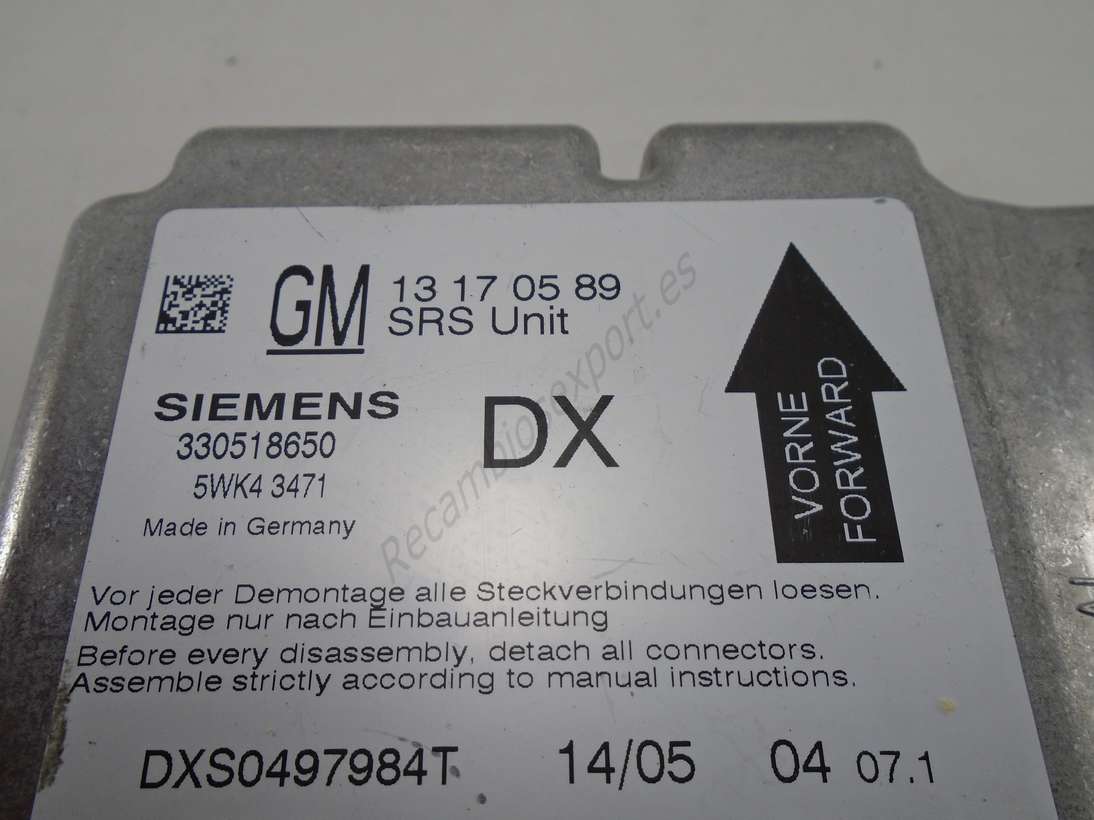 GM 13 17 05 89
SRS Unit
SIEMENS
330518650
5WK4 3471
Made in Germany
DX
VORNE
FORWARD
Vor jeder Demontage alle Steckverbindungen loesen.
Montage nur nach Einbauanleitung
Before every disassembly, detach all connectors.
Assemble strictly according to manual instructions.
DXS0497984T 14/05 04 07.1
Recambiosexport.es